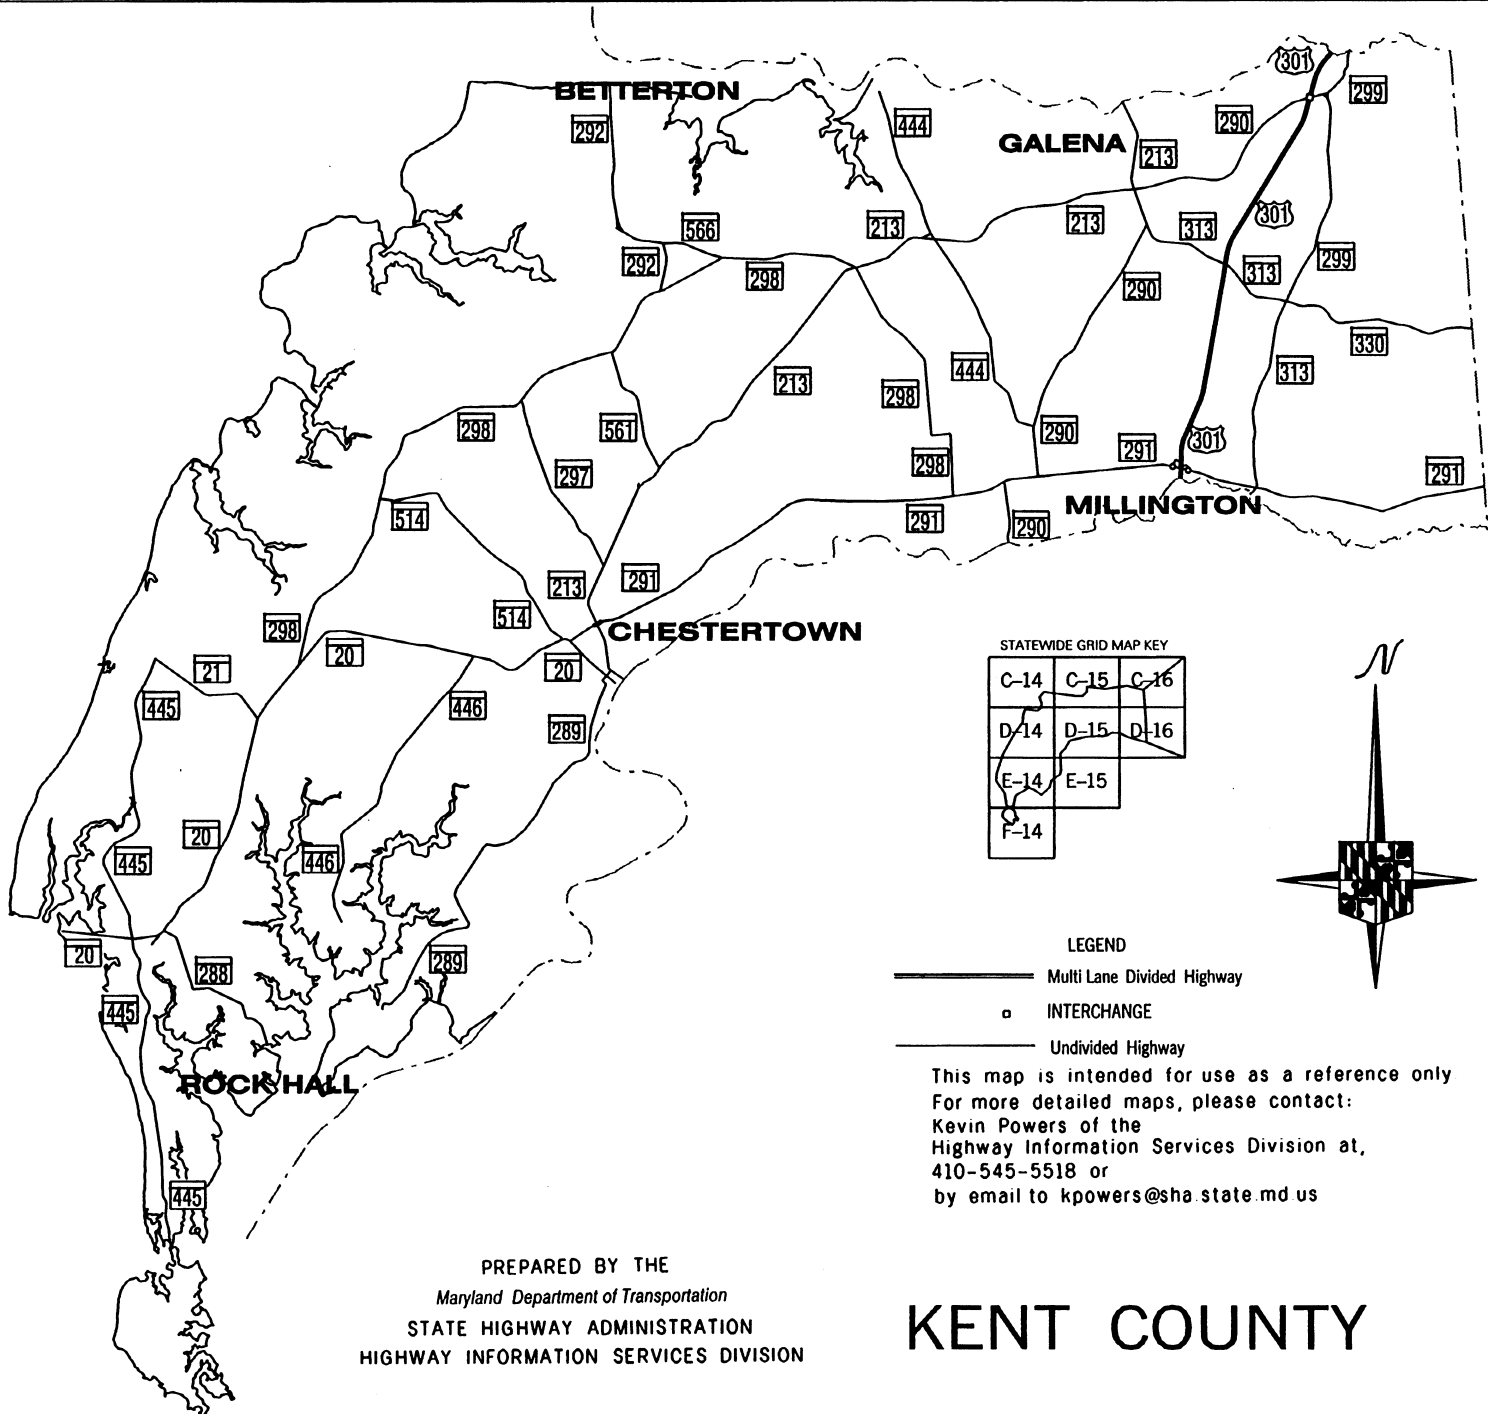 301
299
BETTERTON
292
444
290
GALENA
213
566
213
213
313
301
292
298
290
313
299
330
213
444
313
298
298
561
290
291
301
297
298
291
514
291
290
MILLINGTON
213
291
514
298
CHESTERTOWN
20
20
21
445
446
289
STATEWIDE GRID MAP KEY
C-14 C-15 C-16
D-14 D-15 D-16
E-14 E-15
F-14
N
20
445
446
20
288
289
445
LEGEND
Multi Lane Divided Highway
INTERCHANGE
Undivided Highway
ROCK HALL
This map is intended for use as a reference only
For more detailed maps, please contact:
Kevin Powers of the
Highway Information Services Division at,
410-545-5518 or
by email to kpowers@sha.state.md.us
445
PREPARED BY THE
Maryland Department of Transportation
STATE HIGHWAY ADMINISTRATION
HIGHWAY INFORMATION SERVICES DIVISION
KENT COUNTY